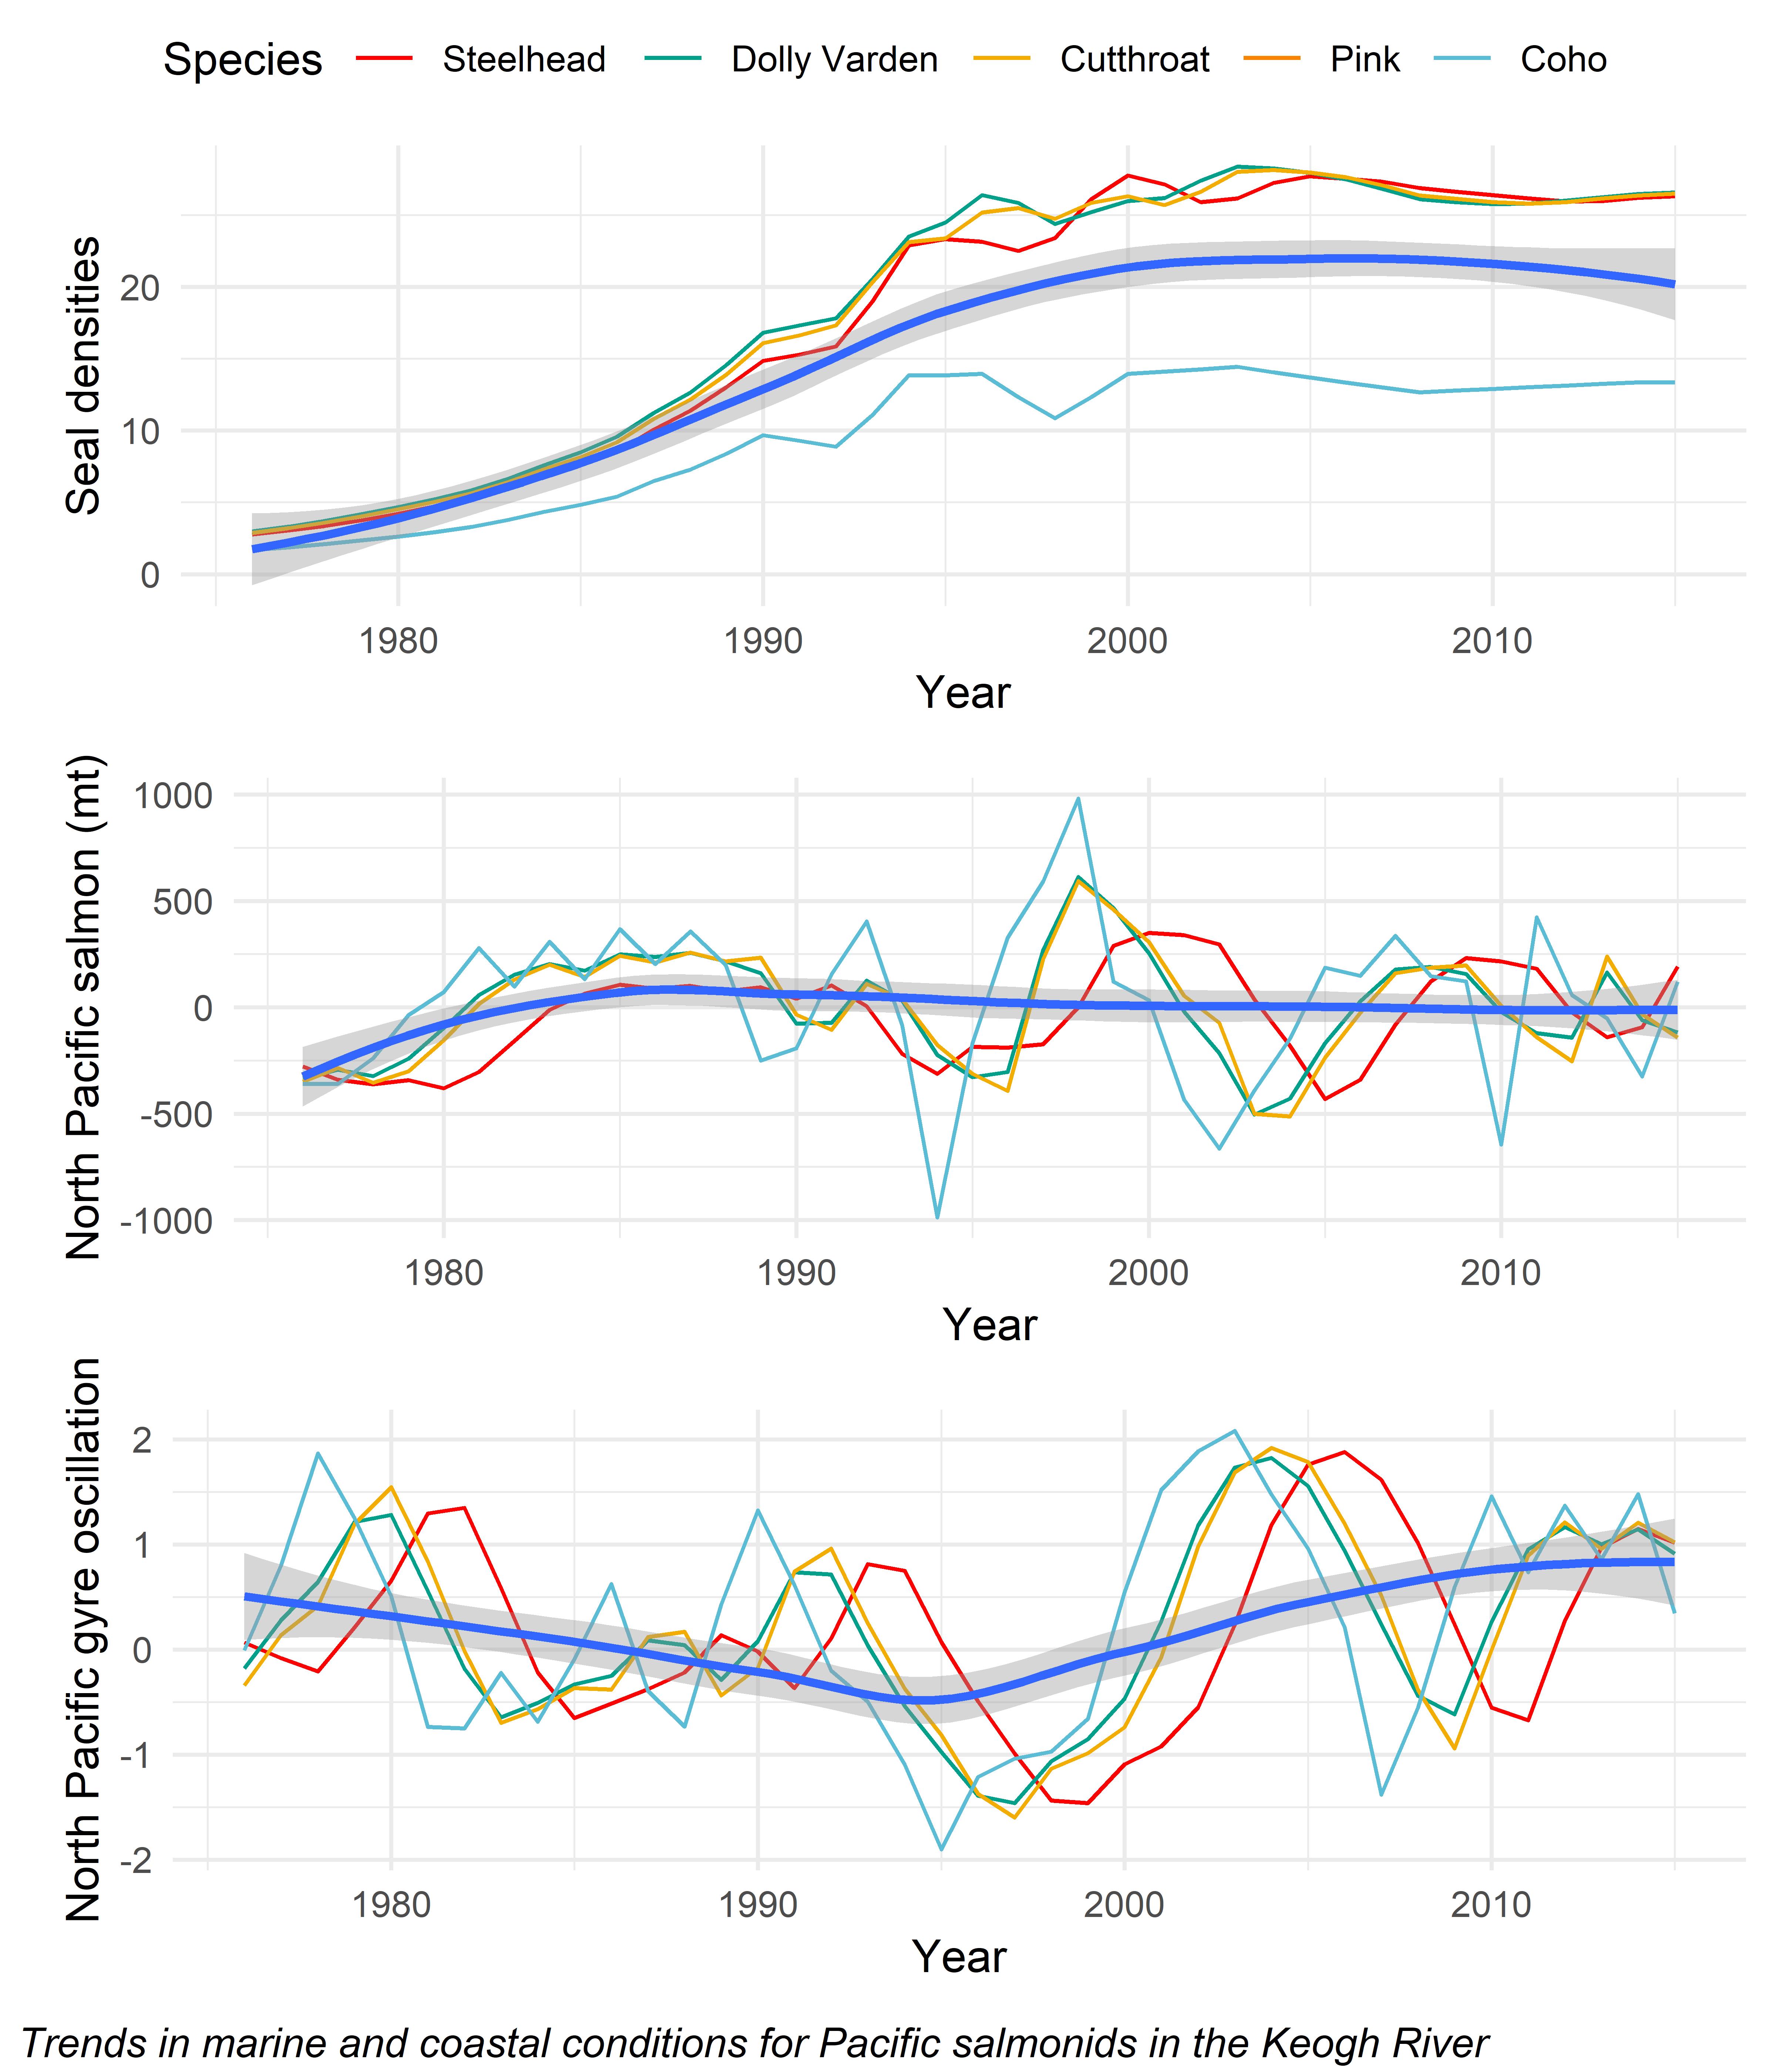 Species Steelhead Dolly Varden Cutthroat Pink Coho
Seal densities
20
10
0
1980 1990 2000 2010
Year
North Pacific salmon (mt)
1000
500
0
-500
-1000
1980 1990 2000 2010
Year
North Pacific gyre oscillation
2
1
0
-1
-2
1980 1990 2000 2010
Year
Trends in marine and coastal conditions for Pacific salmonids in the Keogh River